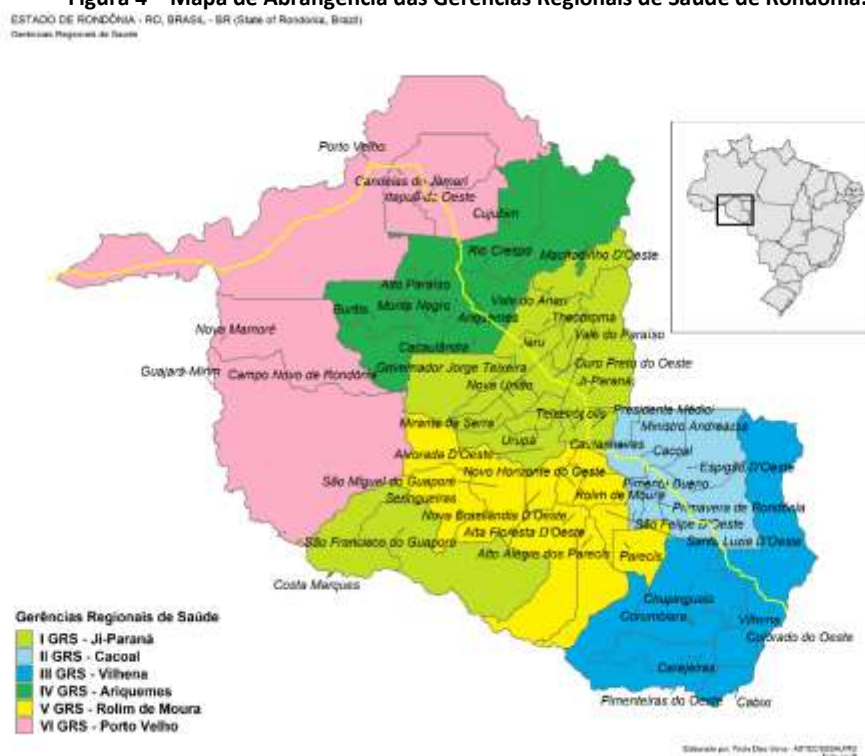 Figura 4 – Mapa de Abrangência das Gerências Regionais de Saúde de Rondônia.
ESTADO DE RONDÔNIA - RO, BRASIL - BR (State of Rondonia, Brazil)
Gerências Regionais de Saúde
Porto Velho
Candeias do Jamari
Itapuã do Oeste
Cujubim
Rio Crespo
Machadinho D'Oeste
Alto Paraíso
Buritis
Monte Negro
Vale do Anari
Ariquemes
Theobroma
Nova Mamoré
Jaru
Vale do Paraíso
Cacaulândia
Guajará-Mirim
Campo Novo de Rondônia
Governador Jorge Teixeira
Ouro Preto do Oeste
Nova União
Ji-Paraná
Mirante da Serra
Teixeirópolis
Presidente Médici
Ministro Andreazza
Urupá
Castanheiras
Cacoal
Alvorada D'Oeste
Novo Horizonte do Oeste
Espigão D'Oeste
São Miguel do Guaporé
Pimenta Bueno
Seringueiras
Rolim de Moura
Primavera de Rondônia
Nova Brasilândia D'Oeste
São Felipe D'Oeste
Alta Floresta D'Oeste
Santa Luzia D'Oeste
São Francisco do Guaporé
Alto Alegre dos Parecis
Parecis
Costa Marques
Chupinguaia
Corumbiara
Vilhena
Colorado do Oeste
Cerejeiras
Pimenteiras do Oeste
Cabixi
Gerências Regionais de Saúde
I GRS - Ji-Paraná
II GRS - Cacoal
III GRS - Vilhena
IV GRS - Ariquemes
V GRS - Rolim de Moura
VI GRS - Porto Velho
Elaborado por: